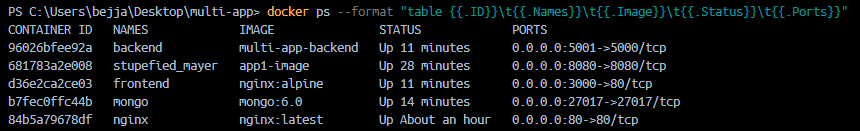 PS C:\Users\bejja\Desktop\multi-app> docker ps --format "table {{.ID}}\t{{.Names}}\t{{.Image}}\t{{.Status}}\t{{.Ports}}"
CONTAINER ID   NAMES             IMAGE               STATUS              PORTS
96026bfee92a   backend           multi-app-backend   Up 11 minutes       0.0.0.0:5001->5000/tcp
681783a2e008   stupefied_mayer   app1-image          Up 28 minutes       0.0.0.0:8080->8080/tcp
d36e2ca2ce03   frontend          nginx:alpine        Up 11 minutes       0.0.0.0:3000->80/tcp
b7fec0ffc44b   mongo             mongo:6.0           Up 14 minutes       0.0.0.0:27017->27017/tcp
84b5a79678df   nginx             nginx:latest        Up About an hour    0.0.0.0:80->80/tcp